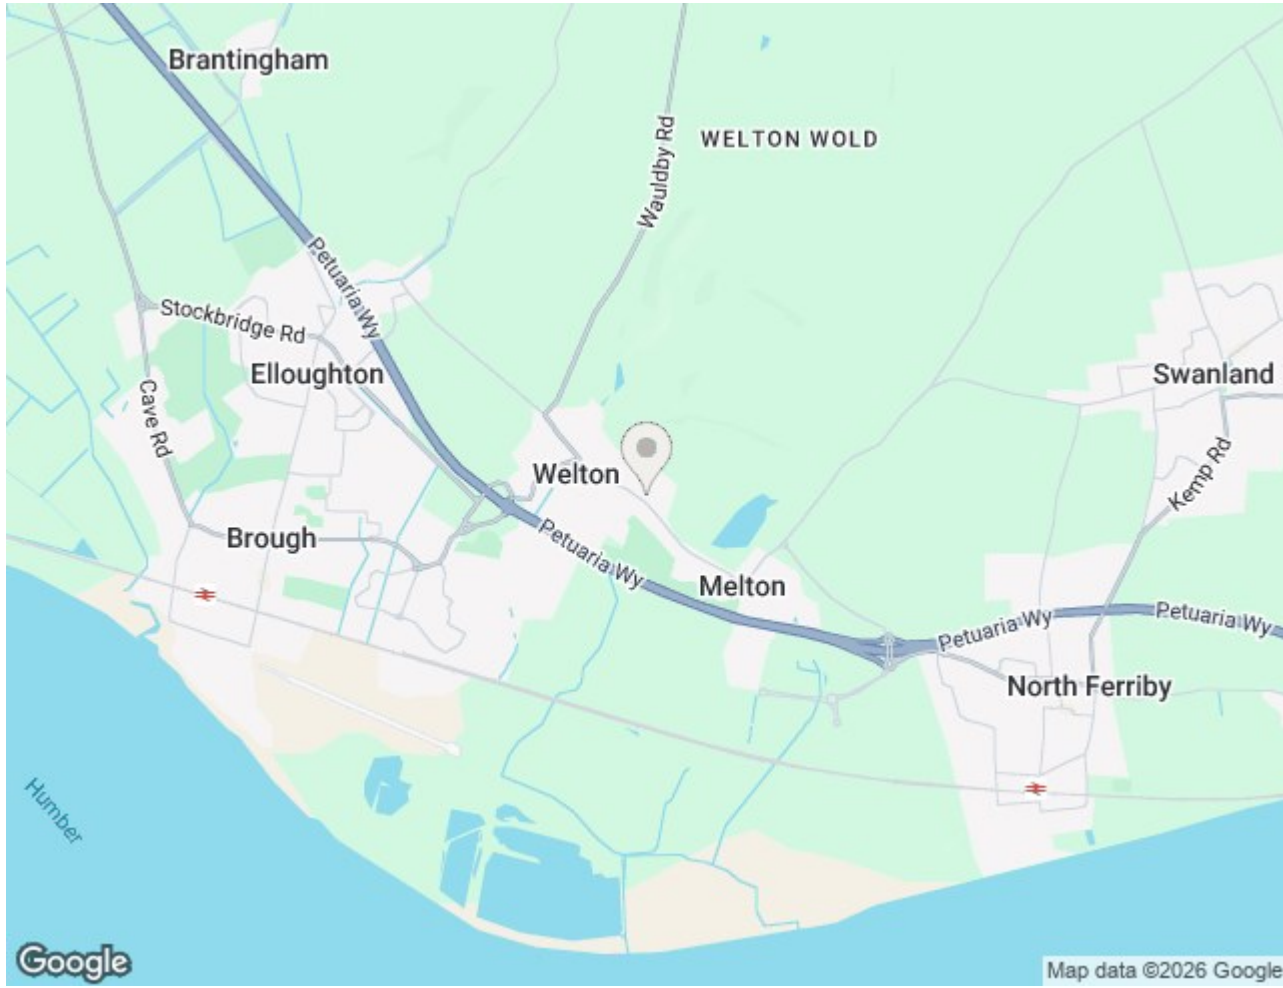 Brantingham
WELTON WOLD
Wauldby Rd
Petuaria Wy
Stockbridge Rd
Elloughton
Swanland
Cave Rd
Welton
Kemp Rd
Brough
Petuaria Wy
Melton
Petuaria Wy
Petuaria Wy
North Ferriby
Humber
Google
Map data ©2026 Google